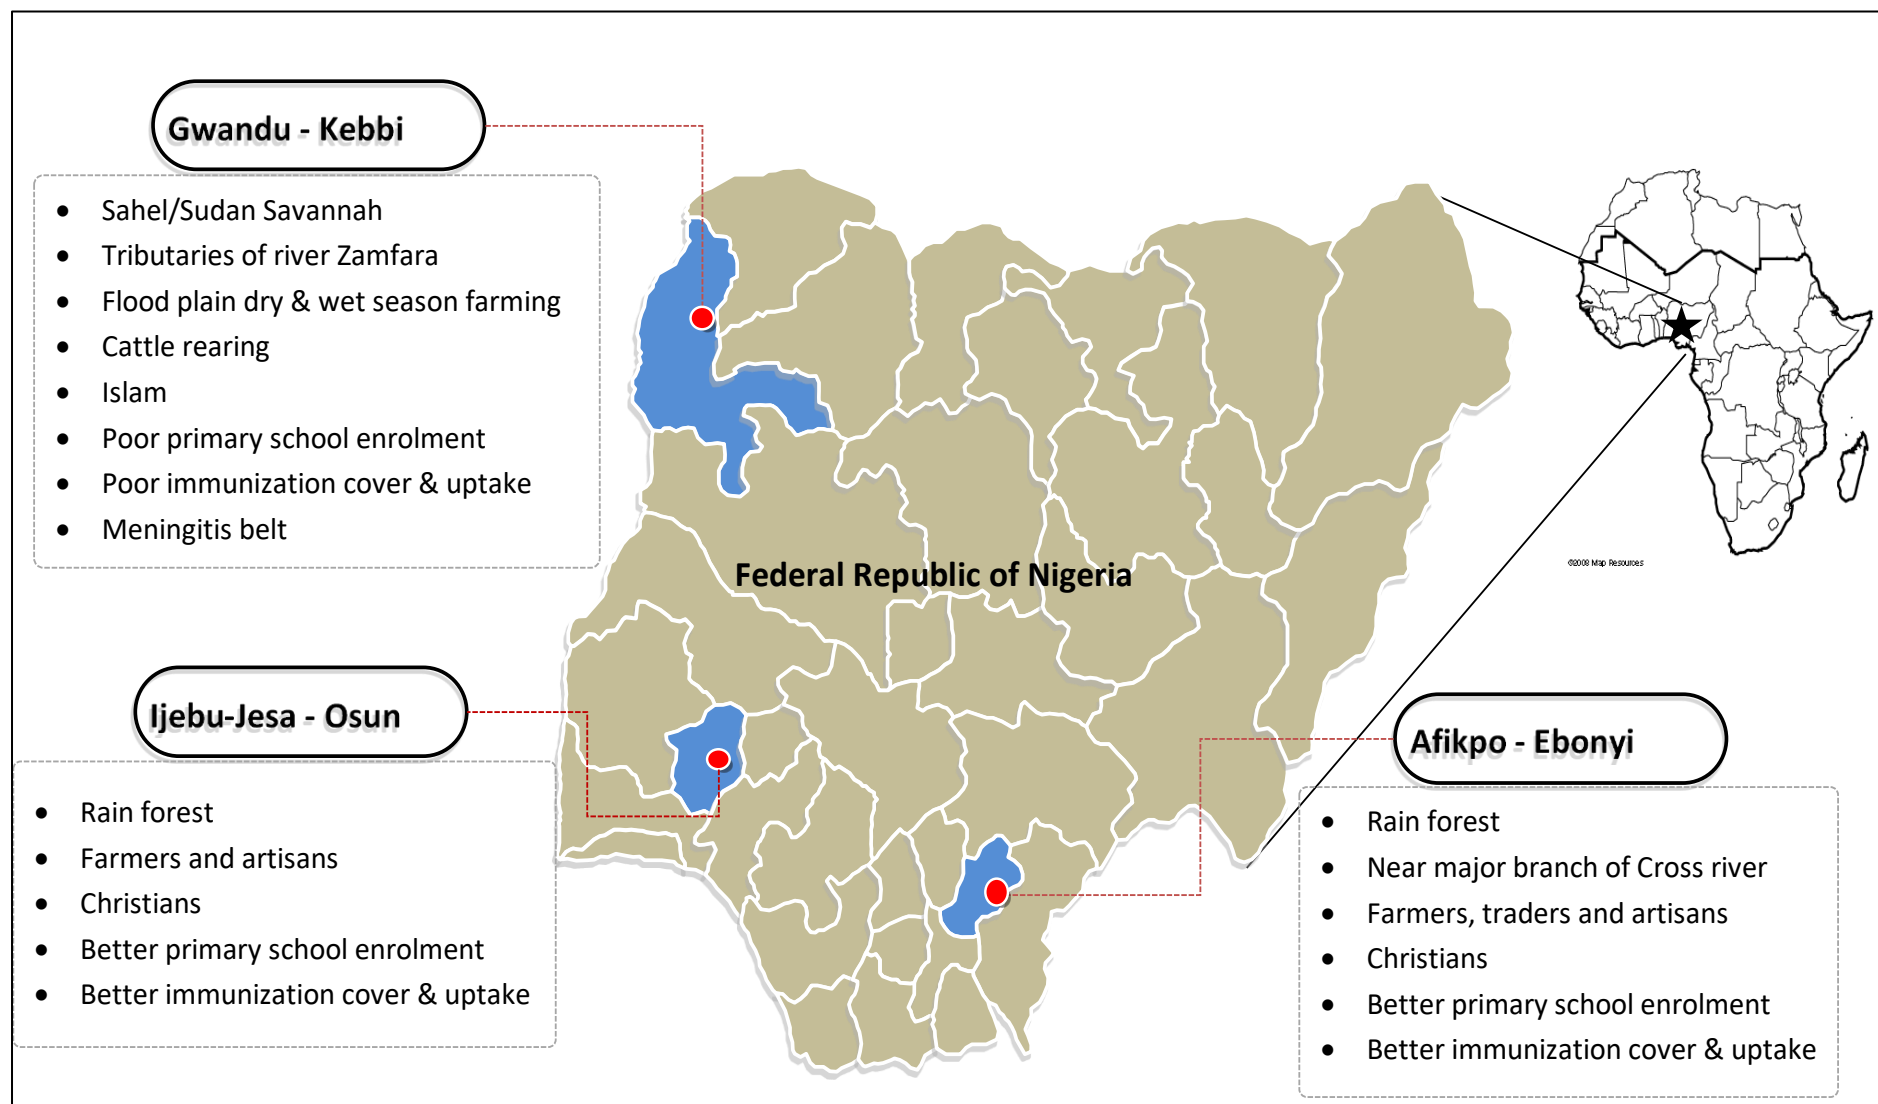 Gwandu - Kebbi
• Sahel/Sudan Savannah
• Tributaries of river Zamfara
• Flood plain dry & wet season farming
• Cattle rearing
• Islam
• Poor primary school enrolment
• Poor immunization cover & uptake
• Meningitis belt
©2008 Map Resources
Federal Republic of Nigeria
Ijebu-Jesa - Osun
• Rain forest
• Farmers and artisans
• Christians
• Better primary school enrolment
• Better immunization cover & uptake
Afikpo - Ebonyi
• Rain forest
• Near major branch of Cross river
• Farmers, traders and artisans
• Christians
• Better primary school enrolment
• Better immunization cover & uptake